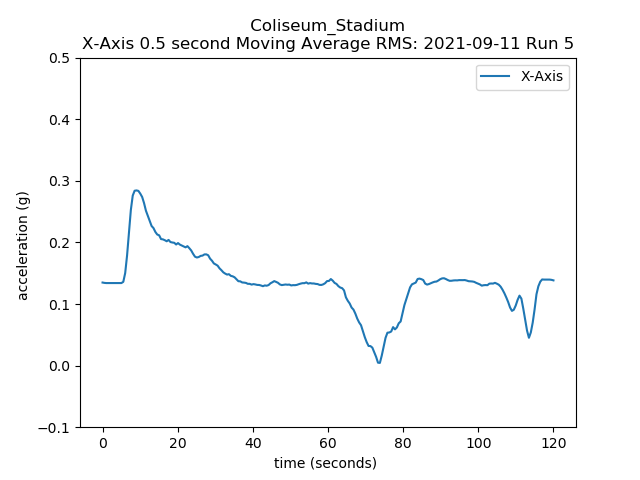 Coliseum_Stadium
X-Axis 0.5 second Moving Average RMS: 2021-09-11 Run 5
X-Axis
0.5
0.4
0.3
0.2
0.1
0.0
−0.1
acceleration (g)
0 20 40 60 80 100 120
time (seconds)